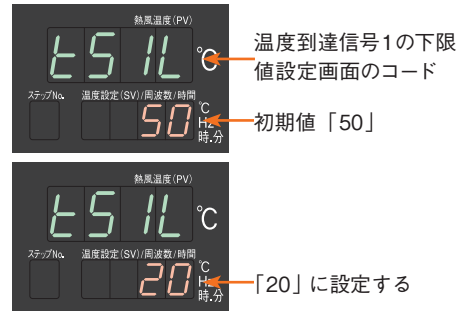 熱風温度(PV)
tS1L ℃
温度到達信号1の下限
値設定画面のコード
ステップNo. 温度設定(SV)/周波数/時間
50 ℃
Hz
時.分
初期値「50」
熱風温度(PV)
tS1L ℃
ステップNo. 温度設定(SV)/周波数/時間
20 ℃
Hz
時.分
「20」に設定する